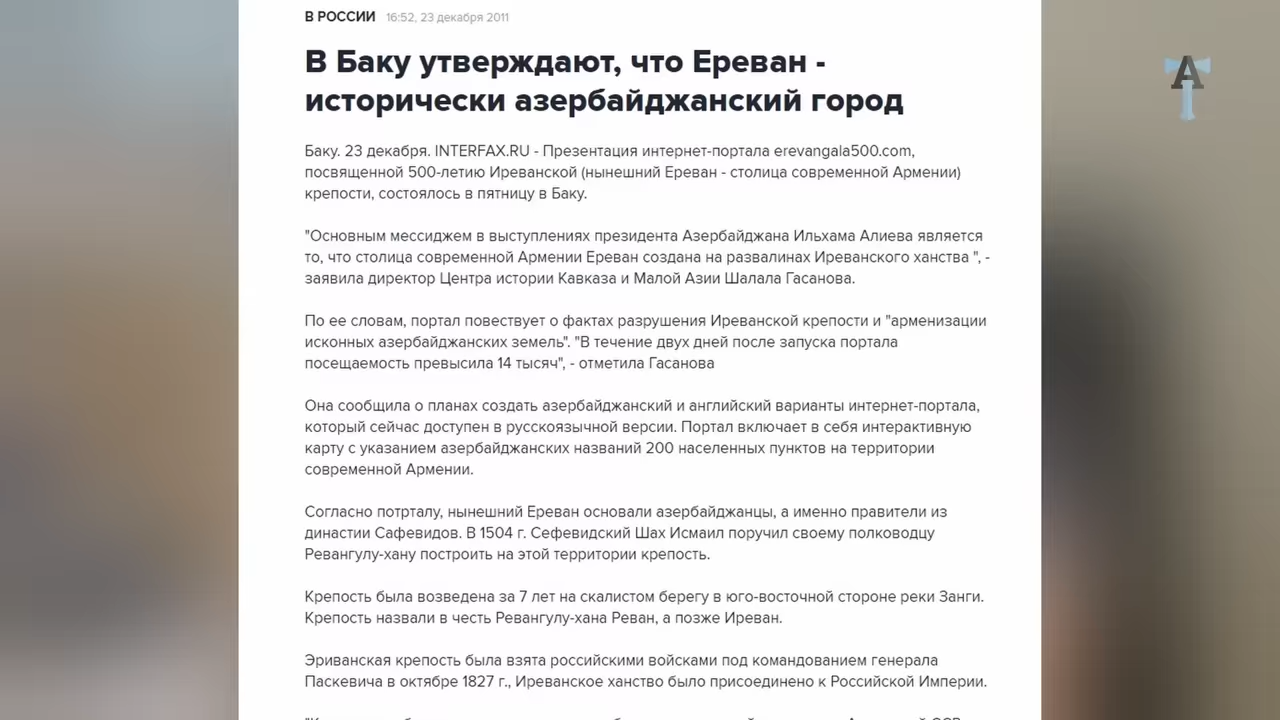 В РОССИИ 16:52, 23 декабря 2011
В Баку утверждают, что Ереван -
исторически азербайджанский город
Баку. 23 декабря. INTERFAX.RU - Презентация интернет-портала erevangala500.com,
посвященной 500-летию Иреванской (нынешний Ереван - столица современной Армении)
крепости, состоялось в пятницу в Баку.
"Основным мессиджем в выступлениях президента Азербайджана Ильхама Алиева является
то, что столица современной Армении Ереван создана на развалинах Иреванского ханства ", -
заявила директор Центра истории Кавказа и Малой Азии Шалала Гасанова.
По ее словам, портал повествует о фактах разрушения Иреванской крепости и "арменизации
исконных азербайджанских земель". "В течение двух дней после запуска портала
посещаемость превысила 14 тысяч", - отметила Гасанова
Она сообщила о планах создать азербайджанский и английский варианты интернет-портала,
который сейчас доступен в русскоязычной версии. Портал включает в себя интерактивную
карту с указанием азербайджанских названий 200 населенных пунктов на территории
современной Армении.
Согласно потрталу, нынешний Ереван основали азербайджанцы, а именно правители из
династии Сафевидов. В 1504 г. Сефевидский Шах Исмаил поручил своему полководцу
Ревангулу-хану построить на этой территории крепость.
Крепость была возведена за 7 лет на скалистом берегу в юго-восточной стороне реки Занги.
Крепость назвали в честь Ревангулу-хана Реван, а позже Иреван.
Эриванская крепость была взята российскими войсками под командованием генерала
Паскевича в октябре 1827 г., Иреванское ханство было присоединено к Российской Империи.